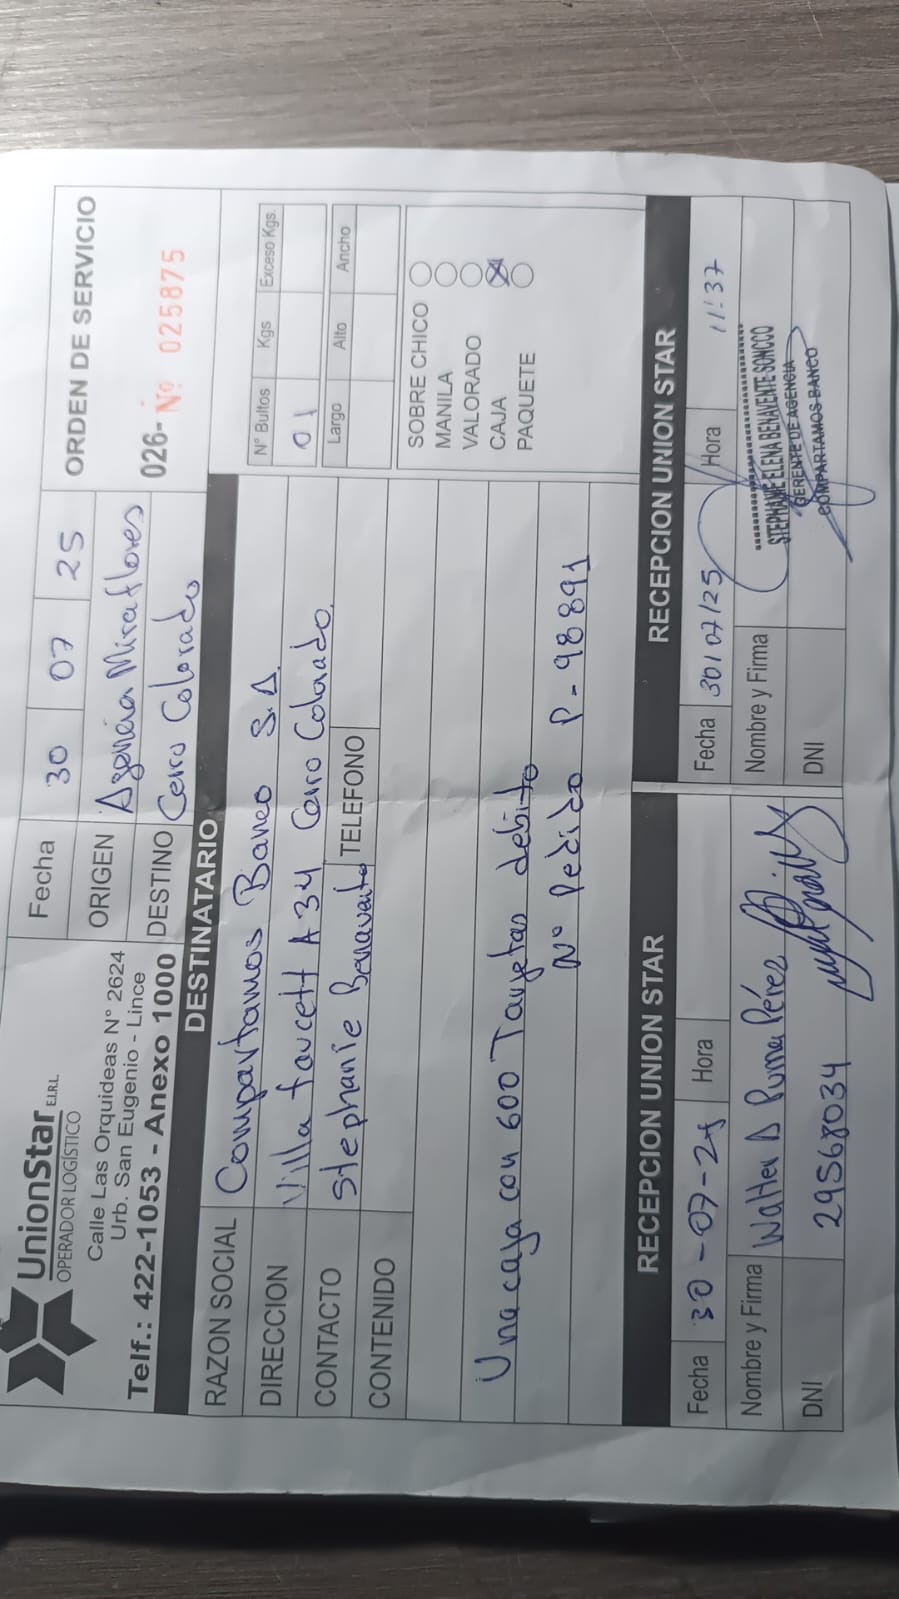 UnionStar E.I.R.L.
OPERADOR LOGÍSTICO
Calle Las Orquideas N° 2624
Urb. San Eugenio - Lince
Telf.: 422-1053 - Anexo 1000
Fecha 30 07 25
ORIGEN Agencia Miraflores
DESTINO Cerro Colorado
ORDEN DE SERVICIO
026-Nº 025875
DESTINATARIO
RAZON SOCIAL Compartamos Banco S.A.
DIRECCION Villa faucett A 34 Cerro Colorado.
CONTACTO Stephanie Benavente TELEFONO
CONTENIDO
Una caja con 600 Tarjetas debito
Nº Pedido P-98891
N° Bultos Kgs Exceso Kgs.
01
Largo Alto Ancho
SOBRE CHICO
MANILA
VALORADO
CAJA X
PAQUETE
RECEPCION UNION STAR
Fecha 30-07-25 Hora
Nombre y Firma Walter A Puma Pérez
DNI 29568034
RECEPCION UNION STAR
Fecha 30/07/25 Hora 11:37
Nombre y Firma
STEPHANIE ELENA BENAVENTE SONCCO
GERENTE DE AGENCIA
COMPARTAMOS BANCO
DNI